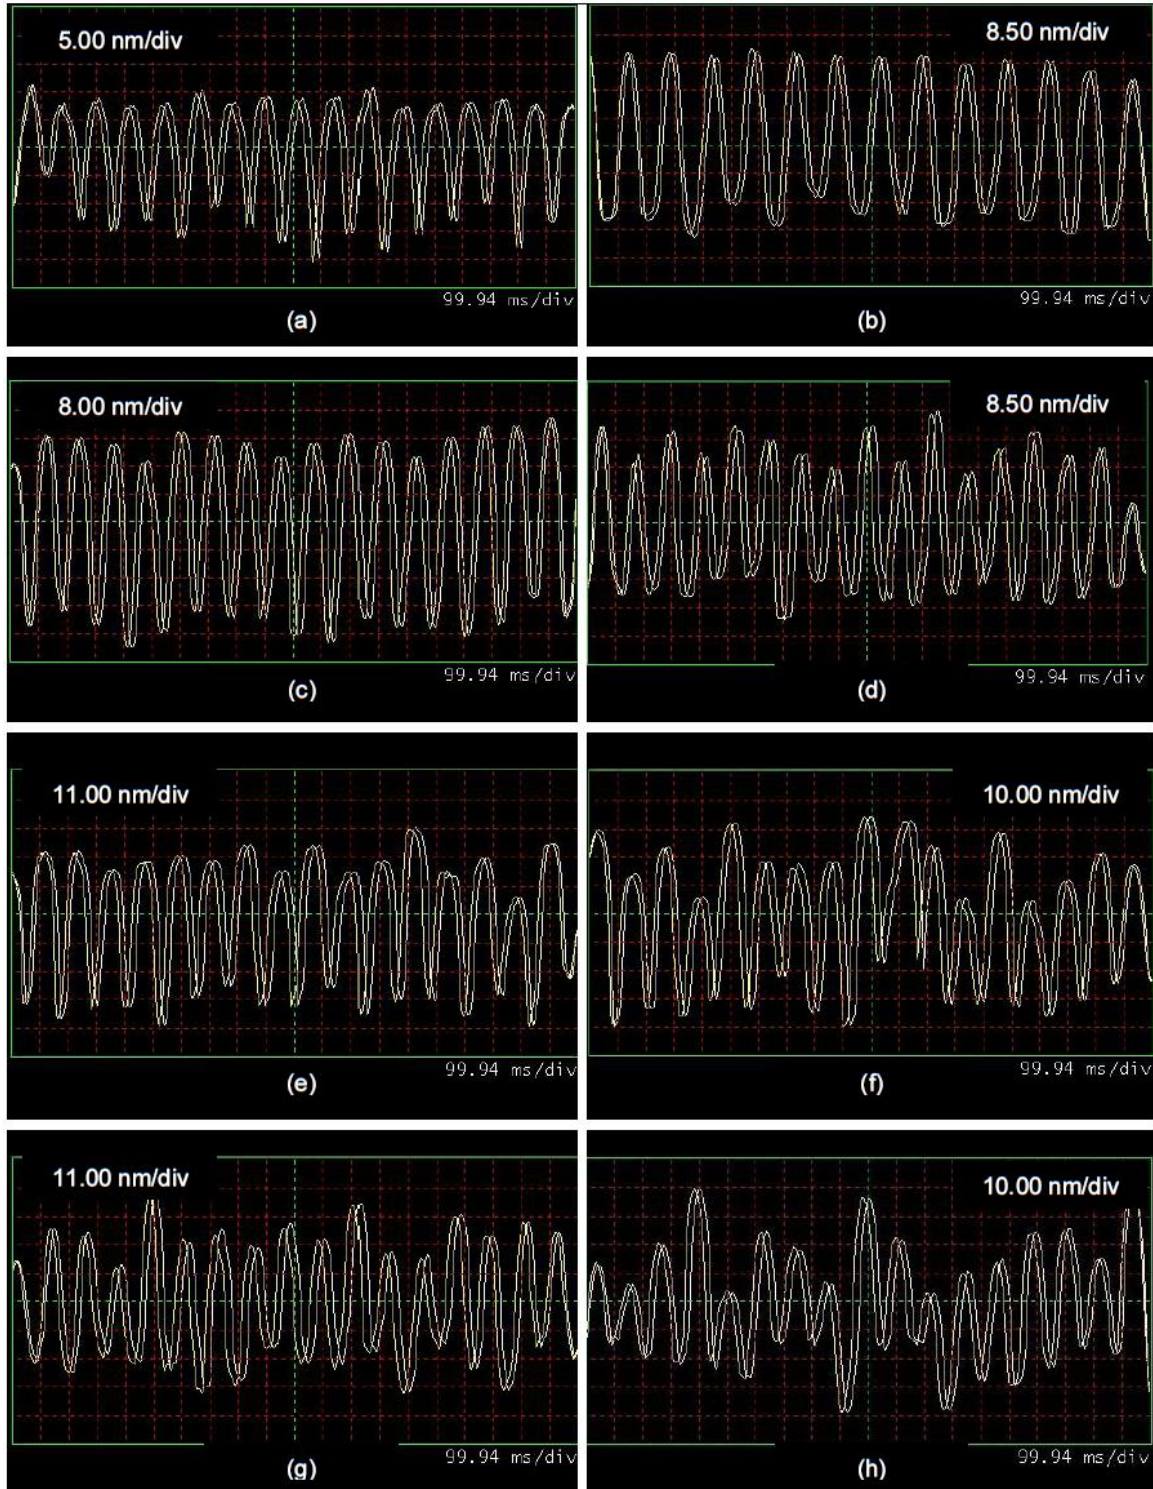 5.00 nm/div
8.50 nm/div
99.94 ms/div
99.94 ms/div
(a)
(b)
8.00 nm/div
8.50 nm/div
99.94 ms/div
99.94 ms/div
(c)
(d)
11.00 nm/div
10.00 nm/div
99.94 ms/div
99.94 ms/div
(e)
(f)
11.00 nm/div
10.00 nm/div
99.94 ms/div
99.94 ms/div
(g)
(h)